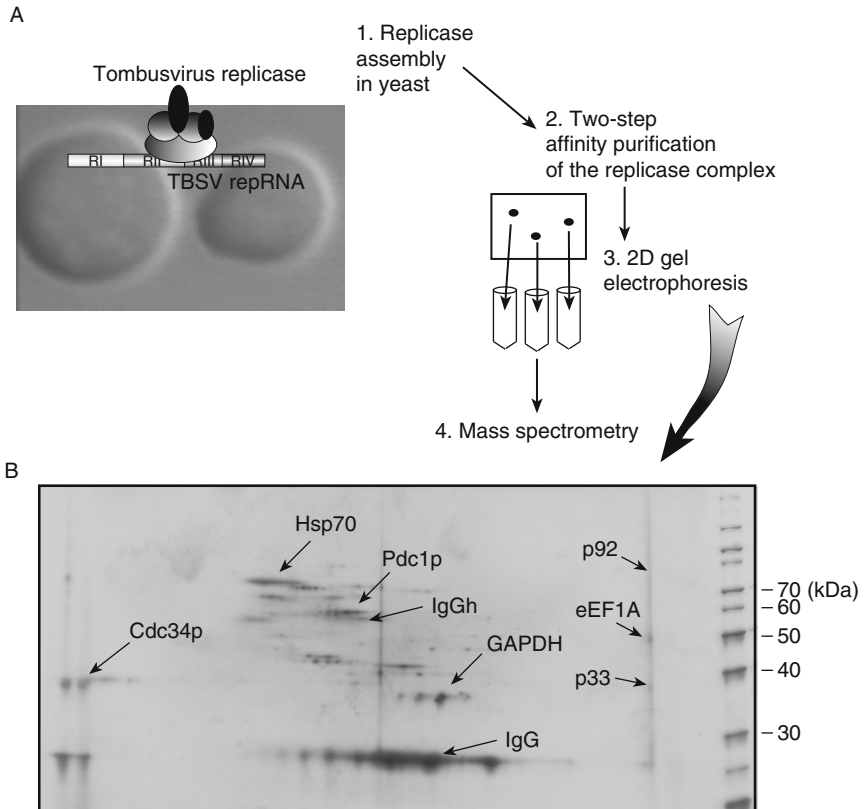 A
1. Replicase
assembly
in yeast
Tombusvirus replicase
2. Two-step
affinity purification
of the replicase complex
RI RII RIII RIV
TBSV repRNA
3. 2D gel
electrophoresis
4. Mass spectrometry
B
Hsp70
Pdc1p
p92
70 (kDa)
IgGh
60
eEF1A
Cdc34p
50
GAPDH
40
p33
30
IgG